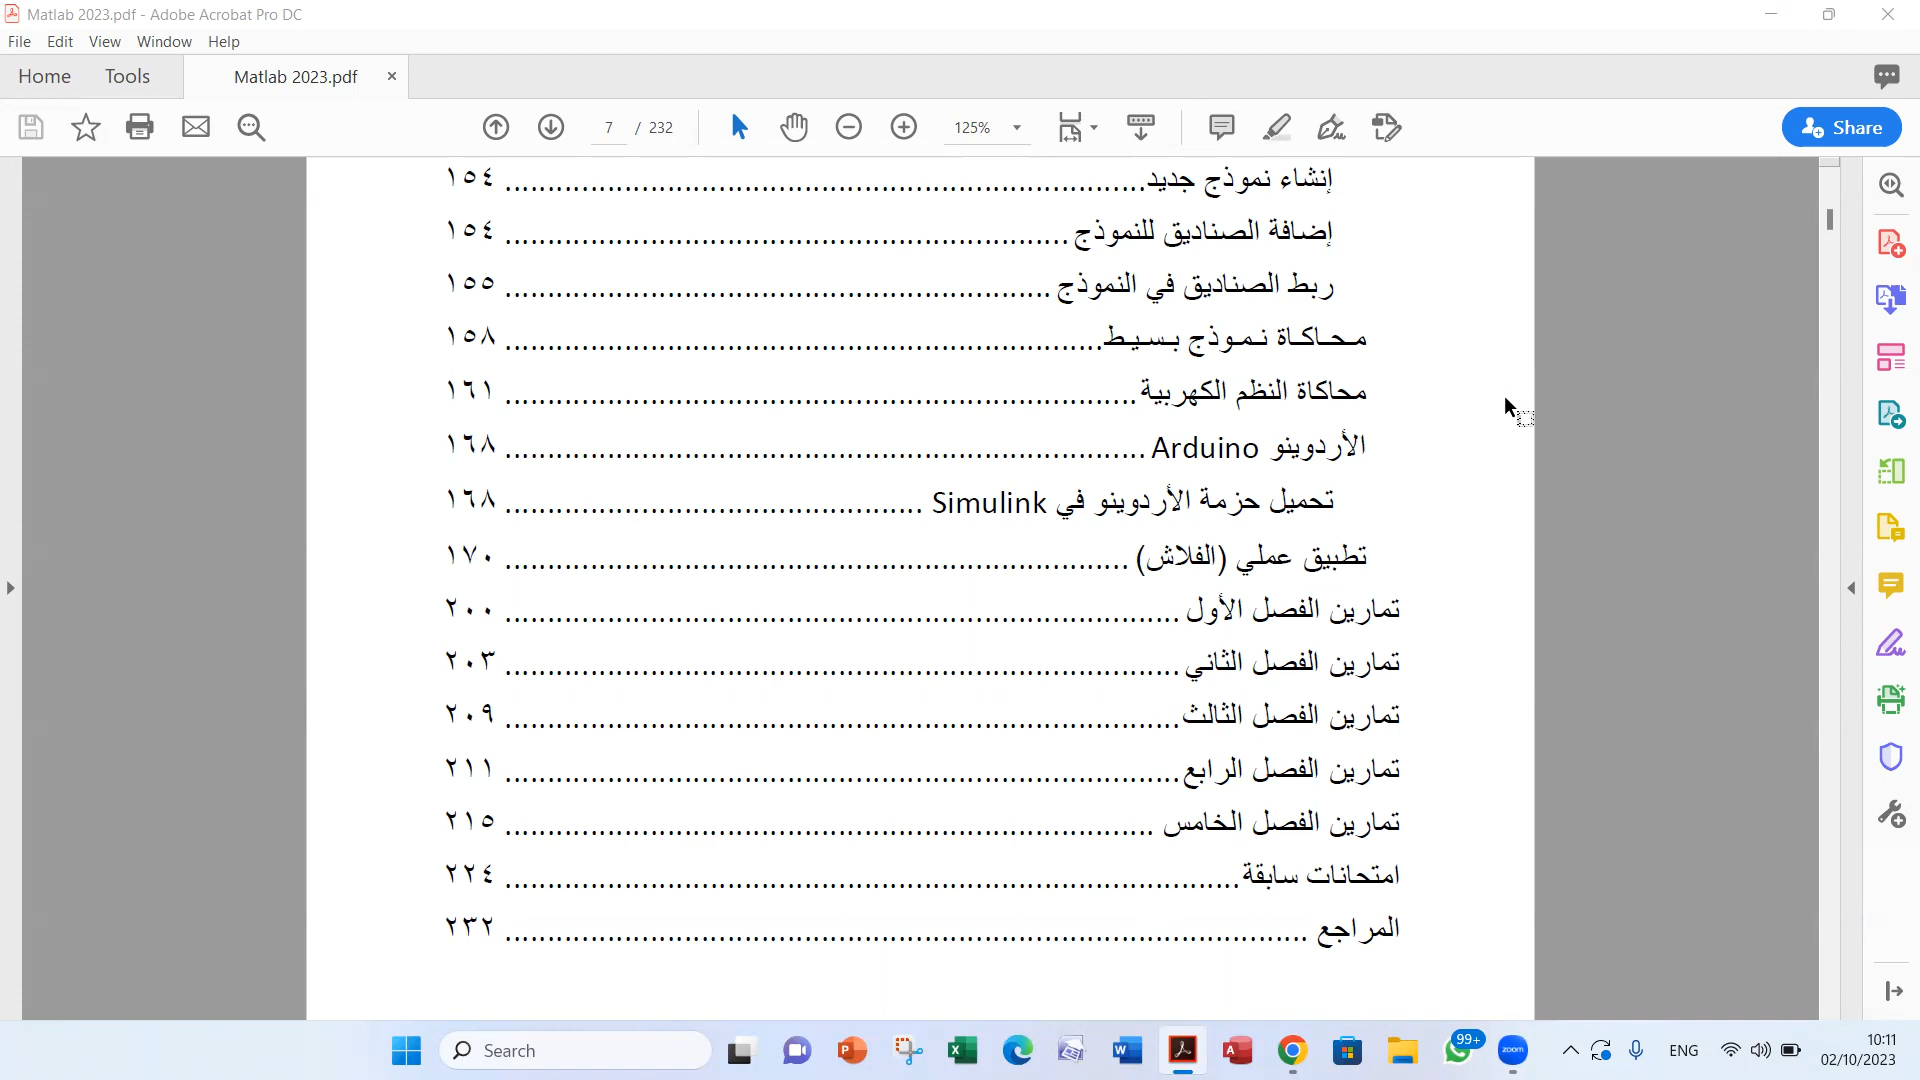 Matlab 2023.pdf - Adobe Acrobat Pro DC
File Edit View Window Help
Home Tools Matlab 2023.pdf
7 / 232 125% Share
إنشاء نموذج جديد ١٥٤
إضافة الصناديق للنموذج ١٥٤
ربط الصناديق في النموذج ١٥٥
محاكاة نموذج بسيط ١٥٨
محاكاة النظم الكهربية ١٦١
الأردوينو Arduino ١٦٨
تحميل حزمة الأردوينو في Simulink ١٦٨
تطبيق عملي (الفلاش) ١٧٠
تمارين الفصل الأول ٢٠٠
تمارين الفصل الثاني ٢٠٣
تمارين الفصل الثالث ٢٠٩
تمارين الفصل الرابع ٢١١
تمارين الفصل الخامس ٢١٥
امتحانات سابقة ٢٢٤
المراجع ٢٣٢
Search 99+ zoom ENG 10:11
02/10/2023